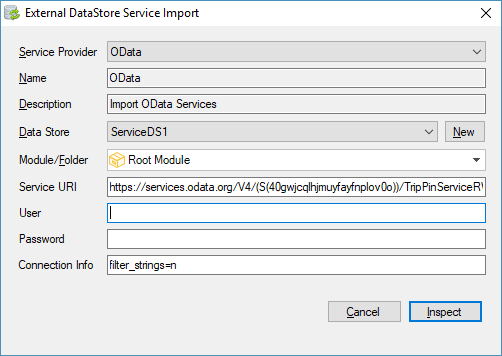 External DataStore Service Import
Service Provider OData
Name OData
Description Import OData Services
Data Store ServiceDS1 New
Module/Folder Root Module
Service URI https://services.odata.org/V4/(S(40gwjcqlhjmuyfayfnplov0o))/TripPinServiceRW
User
Password
Connection Info filter_strings=n
Cancel Inspect